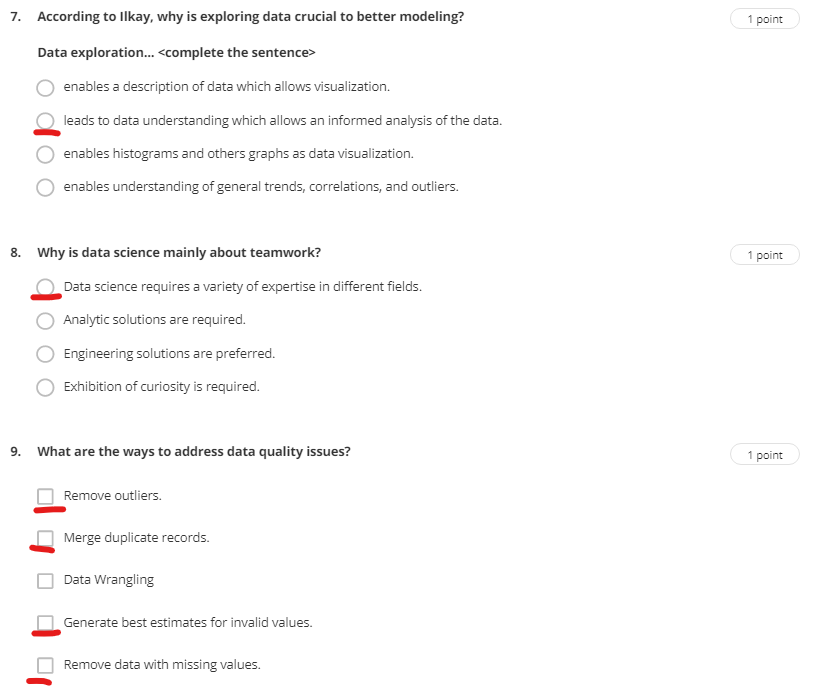 7. According to Ilkay, why is exploring data crucial to better modeling?
1 point
Data exploration... <complete the sentence>
enables a description of data which allows visualization.
leads to data understanding which allows an informed analysis of the data.
enables histograms and others graphs as data visualization.
enables understanding of general trends, correlations, and outliers.
8. Why is data science mainly about teamwork?
1 point
Data science requires a variety of expertise in different fields.
Analytic solutions are required.
Engineering solutions are preferred.
Exhibition of curiosity is required.
9. What are the ways to address data quality issues?
1 point
Remove outliers.
Merge duplicate records.
Data Wrangling
Generate best estimates for invalid values.
Remove data with missing values.